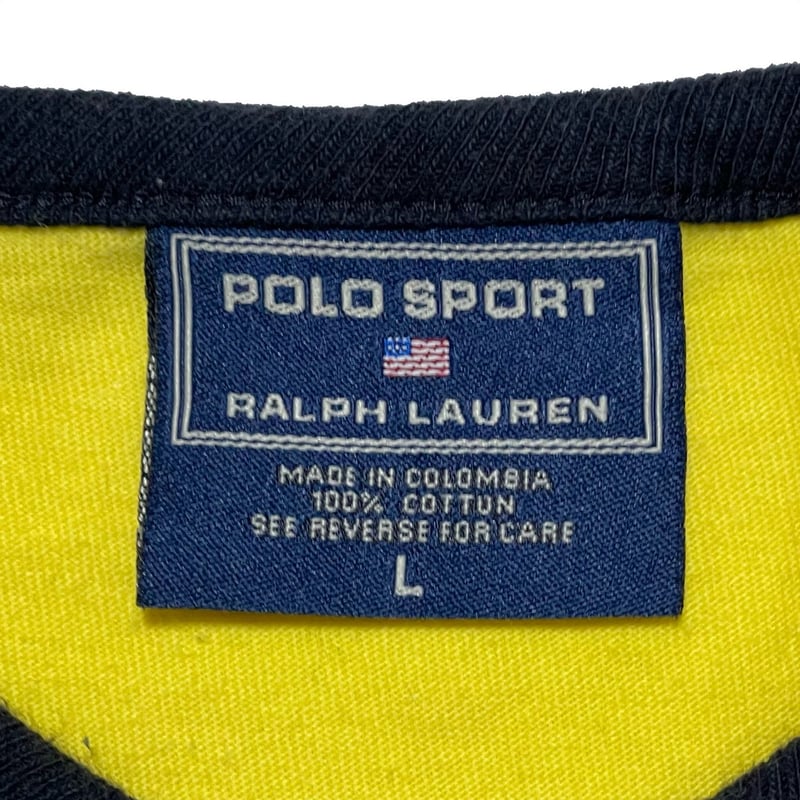 POLO SPORT
RALPH LAUREN
MADE IN COLOMBIA
100% COTTON
SEE REVERSE FOR CARE
L